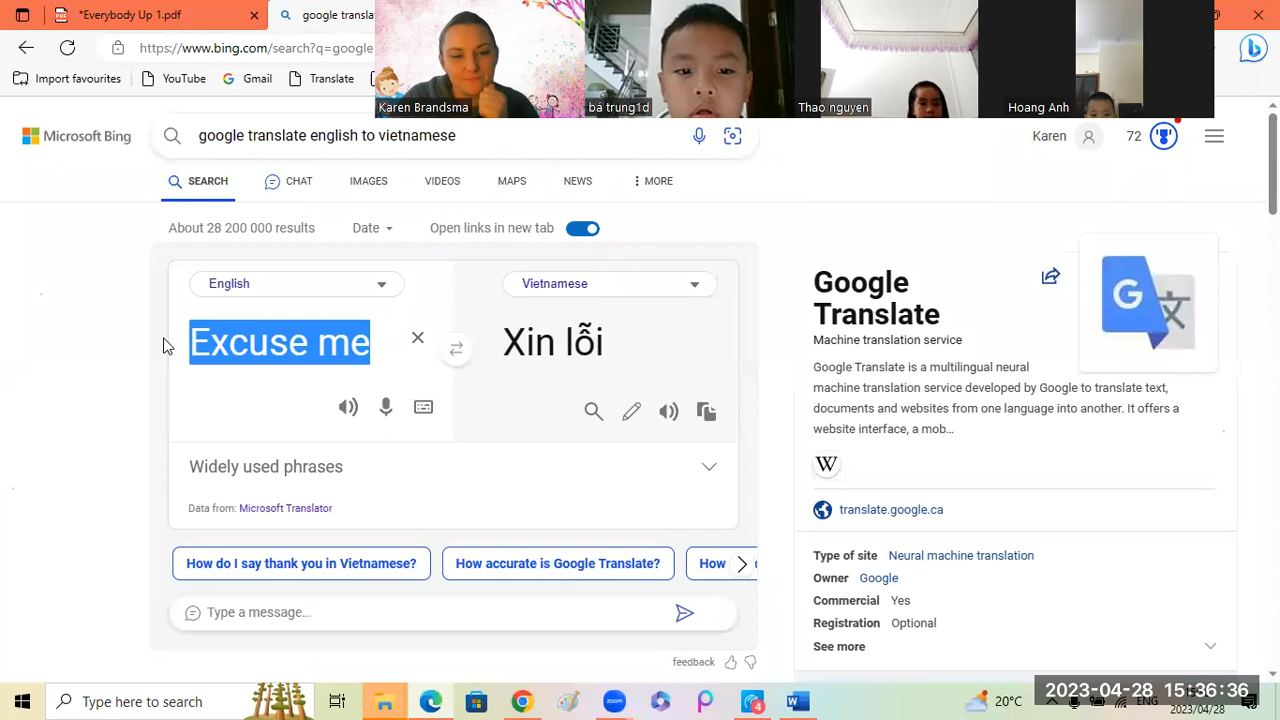 google transla
https://www.bing.com/search?q=google
Import favourites
YouTube
Gmail
Translate
Karen Brandsma
bá trung1d
Thao nguyen
Hoang Anh
Microsoft Bing
google translate english to vietnamese
Karen
72
SEARCH
CHAT
IMAGES
VIDEOS
MAPS
NEWS
MORE
About 28 200 000 results
Date
Open links in new tab
English
Vietnamese
Excuse me
Xin lỗi
Widely used phrases
Data from: Microsoft Translator
How do I say thank you in Vietnamese?
How accurate is Google Translate?
How
Type a message...
feedback
Google
Translate
Machine translation service
Google Translate is a multilingual neural
machine translation service developed by Google to translate text,
documents and websites from one language into another. It offers a
website interface, a mob…
W
translate.google.ca
Type of site Neural machine translation
Owner Google
Commercial Yes
Registration Optional
See more
Type here to search
zoom
4
20°C
ENG
2023-04-28 15:36:36
2023/04/28